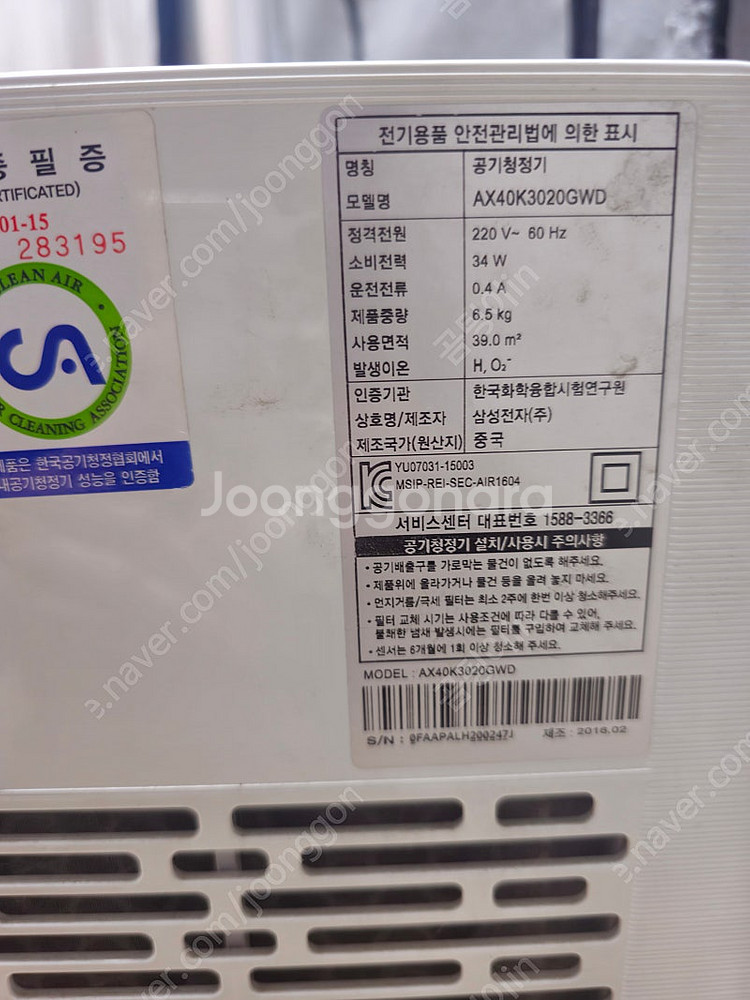 필증
RTIFICATED)
01-15
283195
LEAN AIR
CLEANING ASSOCIATION
제품은 한국공기청정협회에서
내공기청정기 성능을 인증함
전기용품 안전관리법에 의한 표시
명칭 공기청정기
모델명 AX40K3020GWD
정격전원 220 V~ 60 Hz
소비전력 34 W
운전전류 0.4 A
제품중량 6.5 kg
사용면적 39.0 m²
발생이온 H, O₂⁻
인증기관 한국화학융합시험연구원
상호명/제조자 삼성전자(주)
제조국가(원산지) 중국
YU07031-15003
MSIP-REI-SEC-AIR1604
서비스센터 대표번호 1588-3366
공기청정기 설치/사용시 주의사항
• 공기배출구를 가로막는 물건이 없도록 해주세요.
• 제품위에 올라가거나 물건 등을 올려 놓지 마세요.
• 먼지거름/극세 필터는 최소 2주에 한번 이상 청소해주세요.
• 필터 교체 시기는 사용조건에 따라 다를 수 있어,
불쾌한 냄새 발생시에는 필터를 구입하여 교체해 주세요.
• 센서는 6개월에 1회 이상 청소해 주세요.
MODEL : AX40K3020GWD
S/N : 0FAAPALH200247J 제조 : 2016.02
Joonggonara